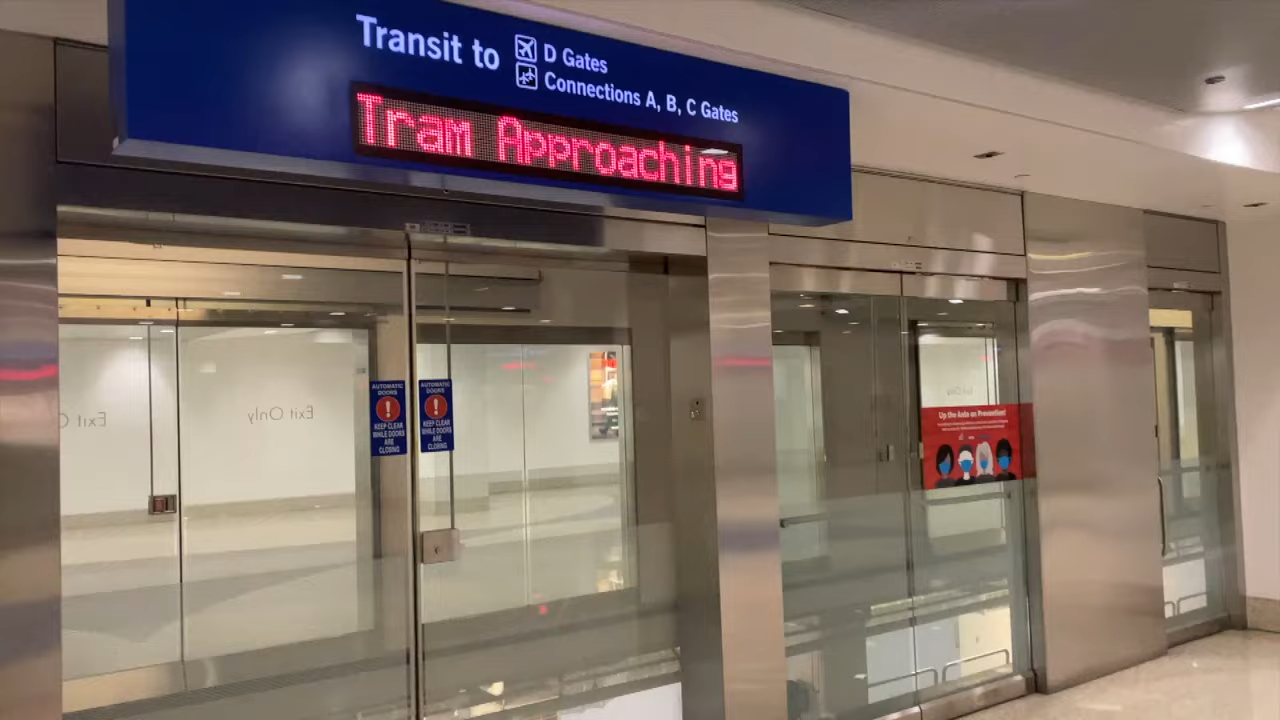 Transit to
D Gates
Connections A, B, C Gates
Tram Approaching
Exit
Exit Only
AUTOMATIC
DOORS
KEEP CLEAR
WHILE DOORS
ARE
CLOSING
AUTOMATIC
DOORS
KEEP CLEAR
WHILE DOORS
ARE
CLOSING
Up the Ante on Prevention!